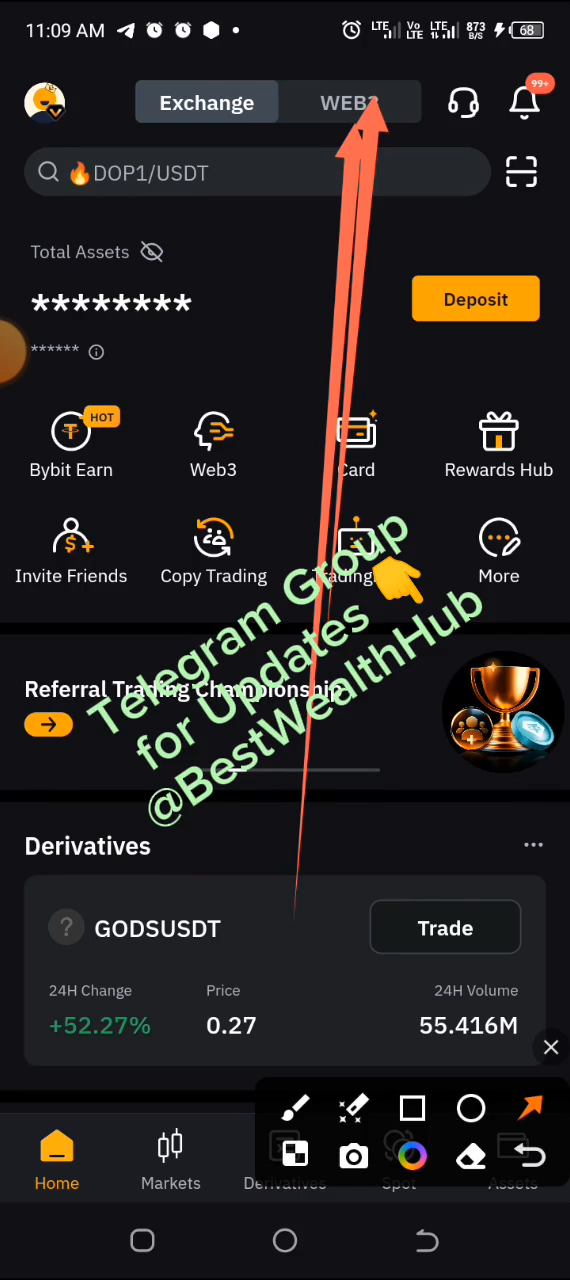 11:09 AM
LTE Vo LTE LTE 873 B/S 68
Exchange WEB3
99+
🔥DOP1/USDT
Total Assets
********
Deposit
******
HOT
Bybit Earn Web3 Card Rewards Hub
Invite Friends Copy Trading Trading More
Telegram Group
for Updates
@BestWealthHub
Referral Trading Championship
Derivatives
? GODSUSDT Trade
24H Change Price 24H Volume
+52.27% 0.27 55.416M
Home Markets Derivatives Spot Assets